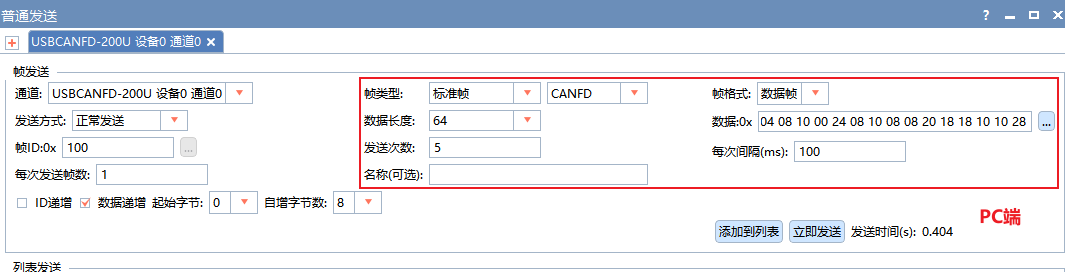 普通发送
USBCANFD-200U 设备0 通道0
帧发送
通道: USBCANFD-200U 设备0 通道0 帧类型: 标准帧 CANFD 帧格式: 数据帧
发送方式: 正常发送 数据长度: 64 数据:0x 04 08 10 00 24 08 10 08 08 20 18 18 10 10 28 ...
帧ID:0x 100 ... 发送次数: 5 每次间隔(ms): 100
每次发送帧数: 1 名称(可选):
ID递增 数据递增 起始字节: 0 自增字节数: 8
PC端
添加到列表 立即发送 发送时间(s): 0.404
列表发送